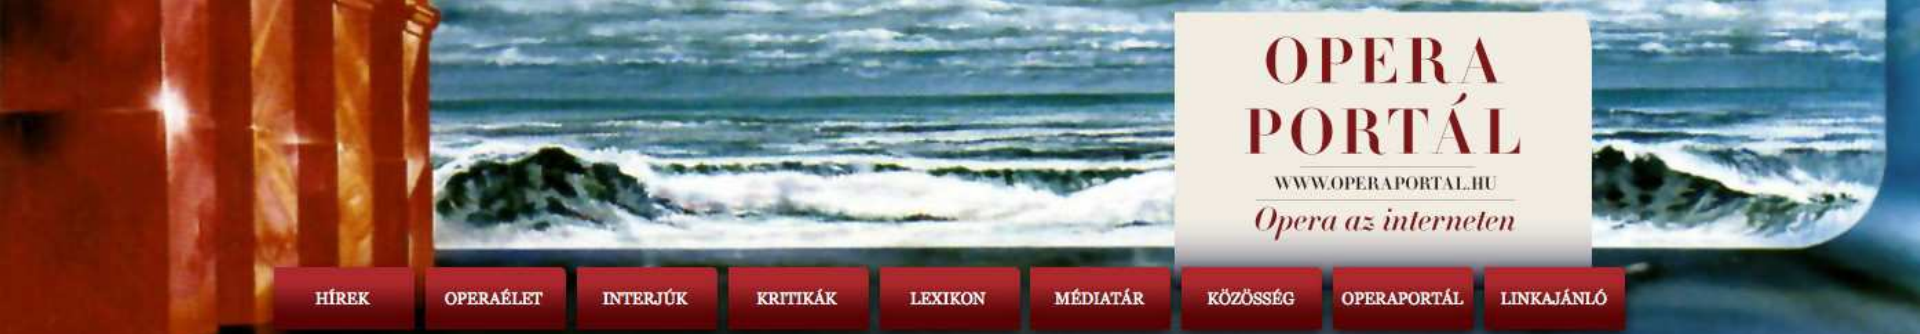 OPERA
PORTÁL
WWW.OPERAPORTAL.HU
Opera az interneten
HÍREK OPERAÉLET INTERJÚK KRITIKÁK LEXIKON MÉDIATÁR KÖZÖSSÉG OPERAPORTÁL LINKAJÁNLÓ